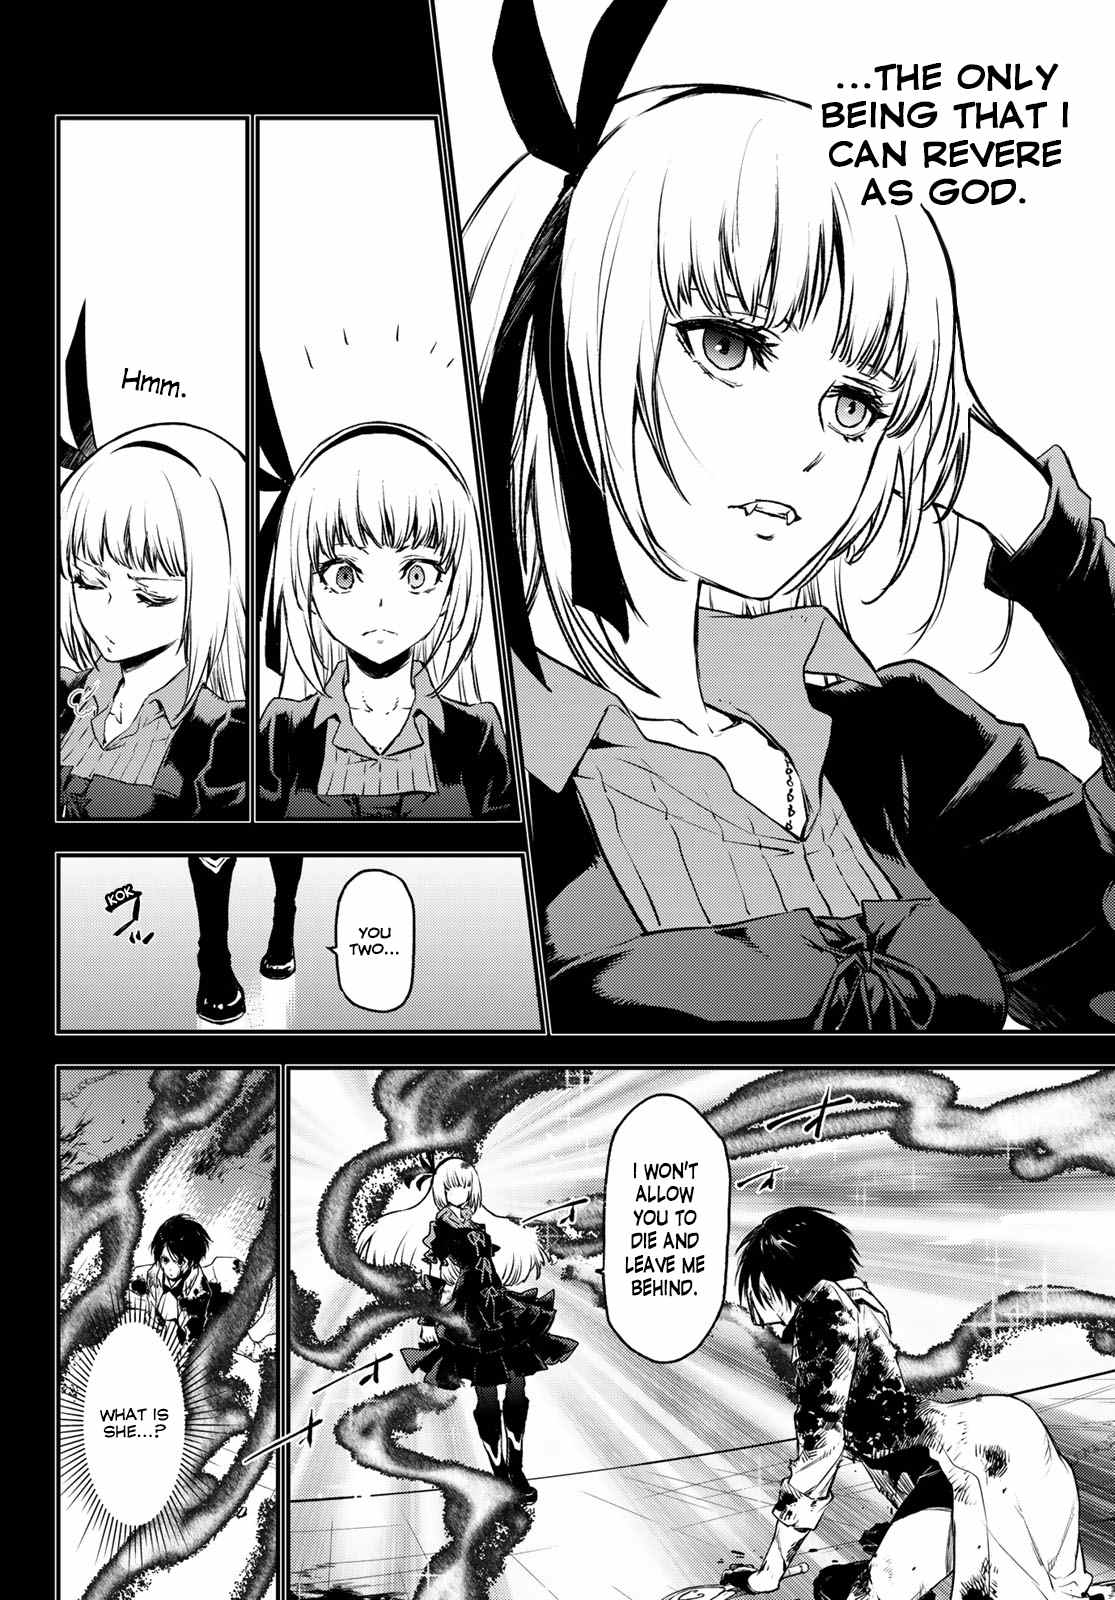 ...THE ONLY
BEING THAT I
CAN REVERE
AS GOD.
Hmm.
YOU
TWO...
KOK
I WON'T
ALLOW
YOU TO
DIE AND
LEAVE ME
BEHIND.
WHAT IS
SHE...?